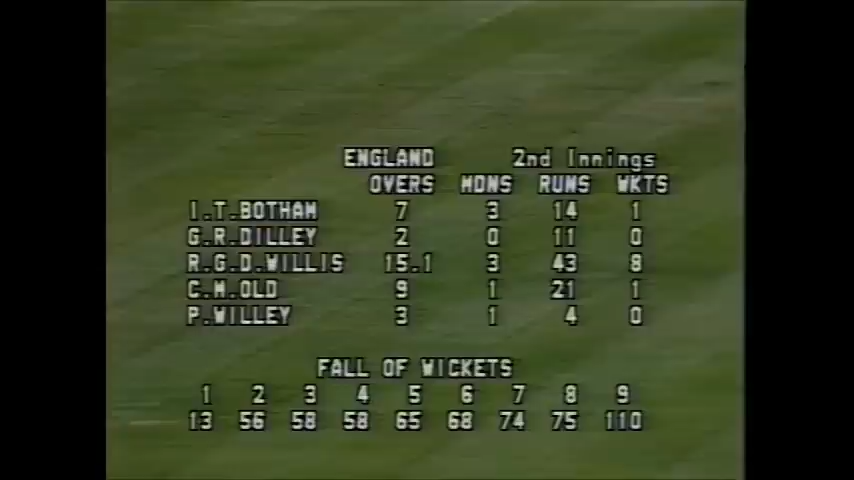 ENGLAND 2nd Innings
OVERS MDNS RUNS WKTS
I.T.BOTHAM 7 3 14 1
G.R.DILLEY 2 0 11 0
R.G.D.WILLIS 15.1 3 43 8
C.M.OLD 9 1 21 1
P.WILLEY 3 1 4 0
FALL OF WICKETS
1 2 3 4 5 6 7 8 9
13 56 58 58 65 68 74 75 110